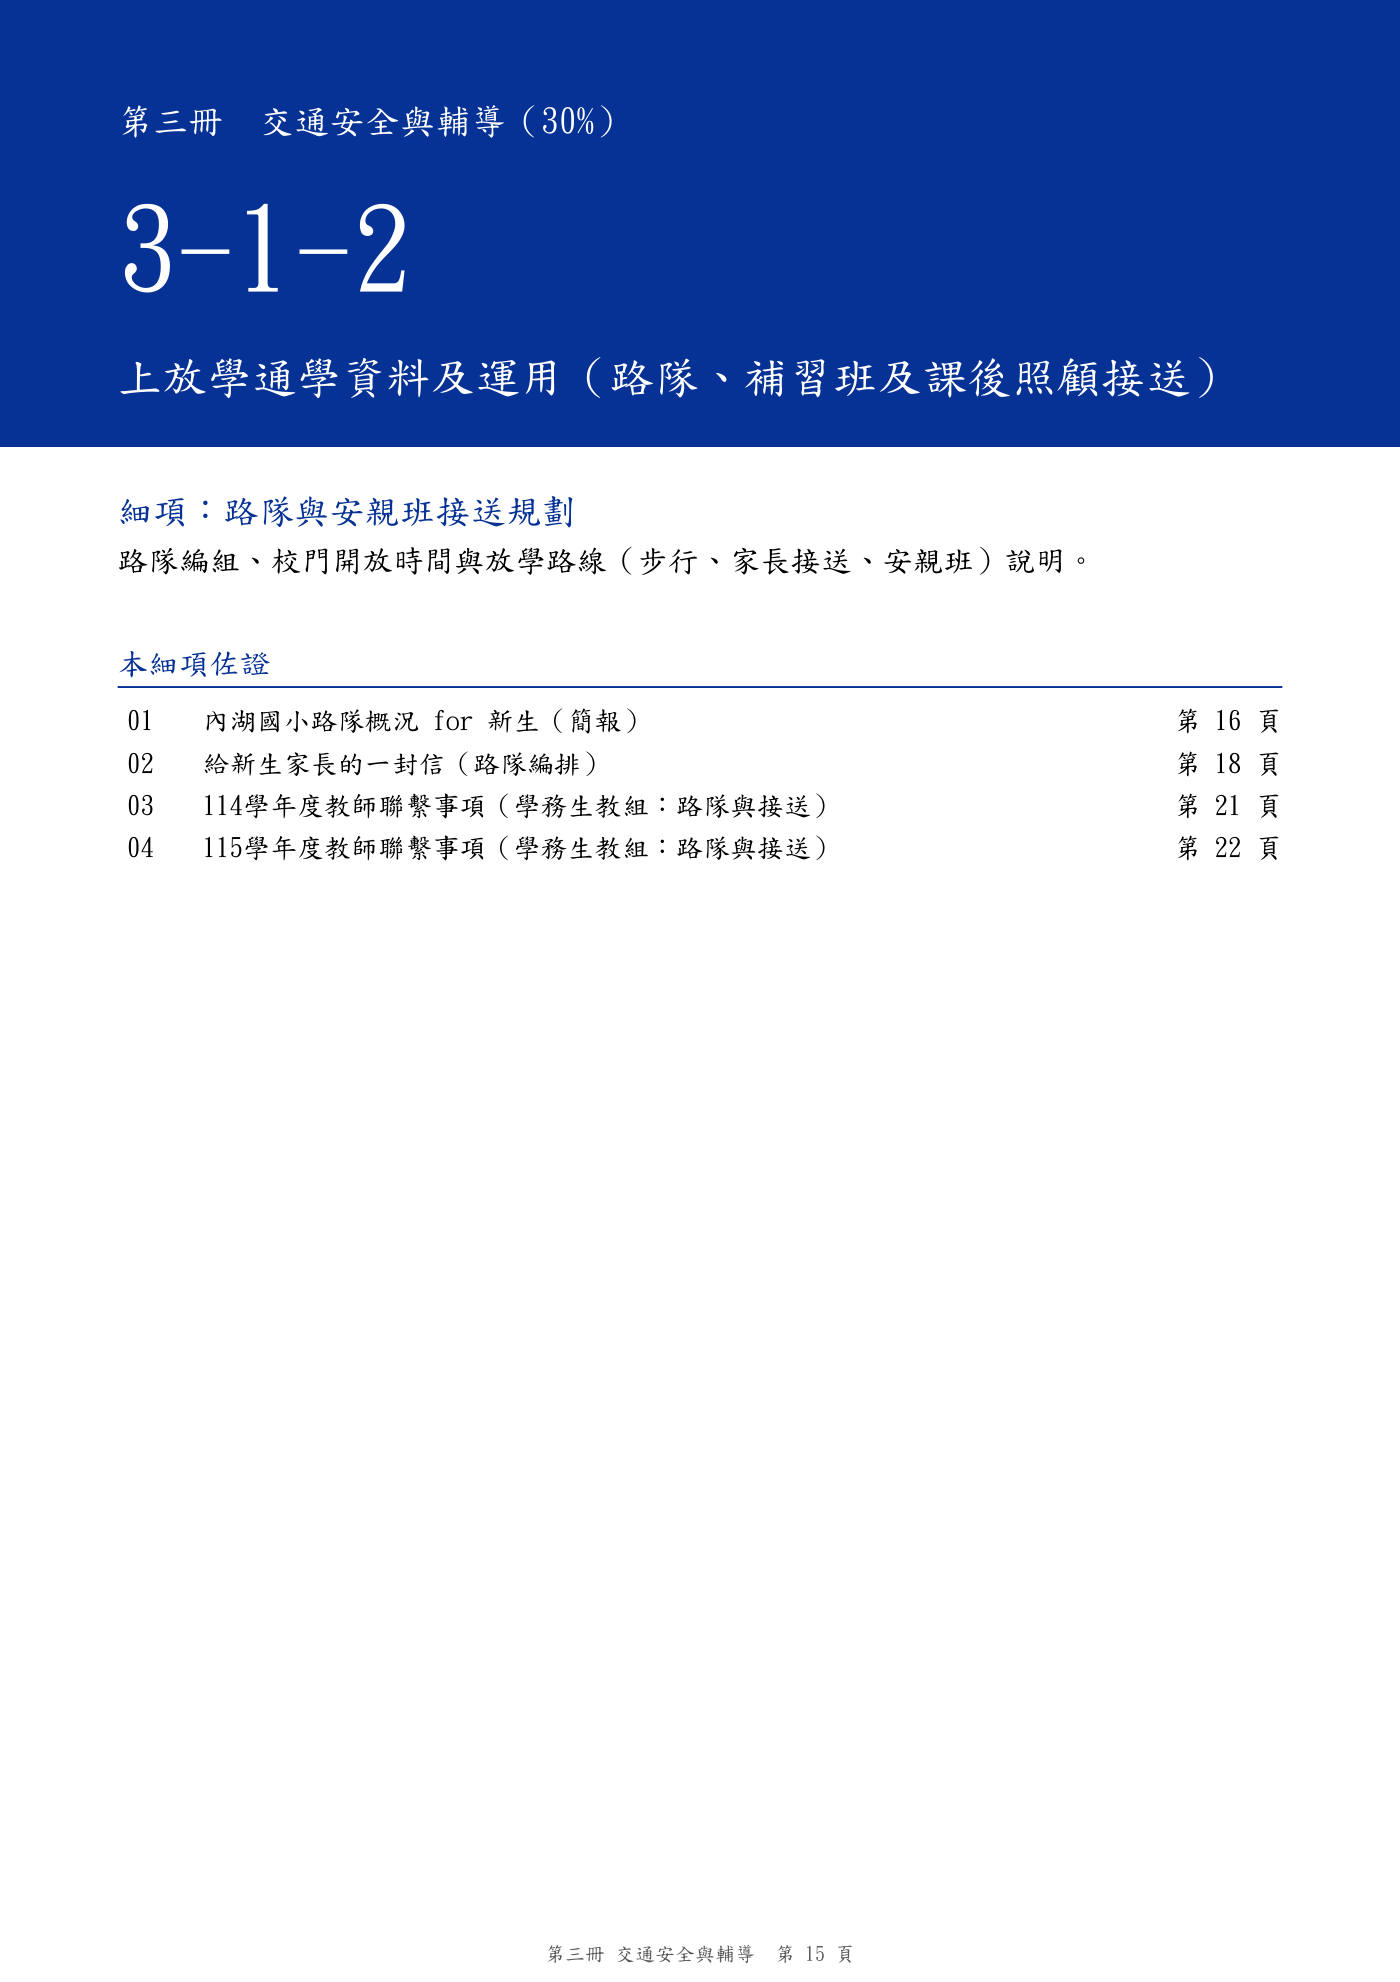 第三冊　交通安全與輔導（30%）
3-1-2
上放學通學資料及運用（路隊、補習班及課後照顧接送）
細項：路隊與安親班接送規劃
路隊編組、校門開放時間與放學路線（步行、家長接送、安親班）說明。
本細項佐證
01　內湖國小路隊概況 for 新生（簡報）　第 16 頁
02　給新生家長的一封信（路隊編排）　第 18 頁
03　114學年度教師聯繫事項（學務生教組：路隊與接送）　第 21 頁
04　115學年度教師聯繫事項（學務生教組：路隊與接送）　第 22 頁
第三冊 交通安全與輔導　第 15 頁